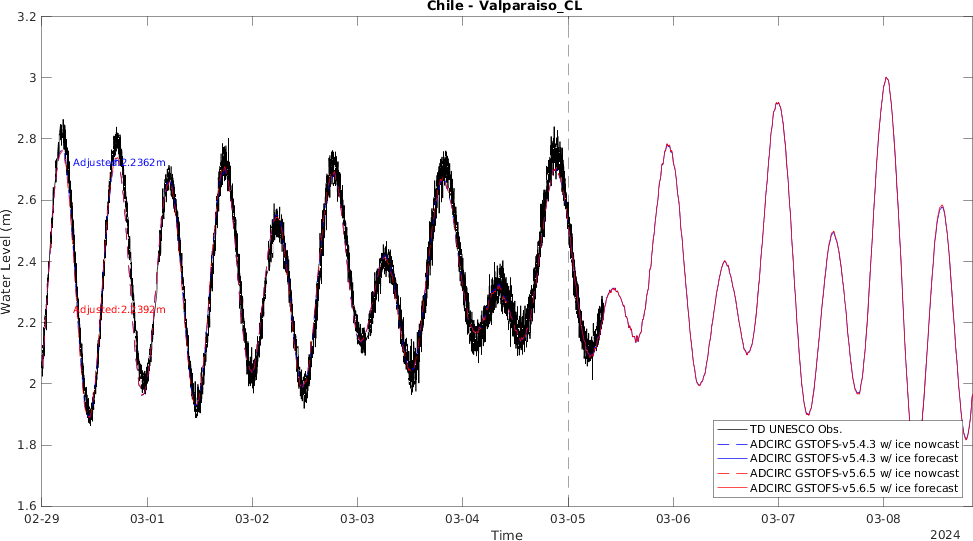 Chile - Valparaiso_CL
3.2
3
2.8
2.6
2.4
2.2
2
1.8
1.6
Water Level (m)
Adjusted:2.2362m
Adjusted:2.2392m
TD UNESCO Obs.
ADCIRC GSTOFS-v5.4.3 w/ ice nowcast
ADCIRC GSTOFS-v5.4.3 w/ ice forecast
ADCIRC GSTOFS-v5.6.5 w/ ice nowcast
ADCIRC GSTOFS-v5.6.5 w/ ice forecast
02-29 03-01 03-02 03-03 03-04 03-05 03-06 03-07 03-08
Time
2024